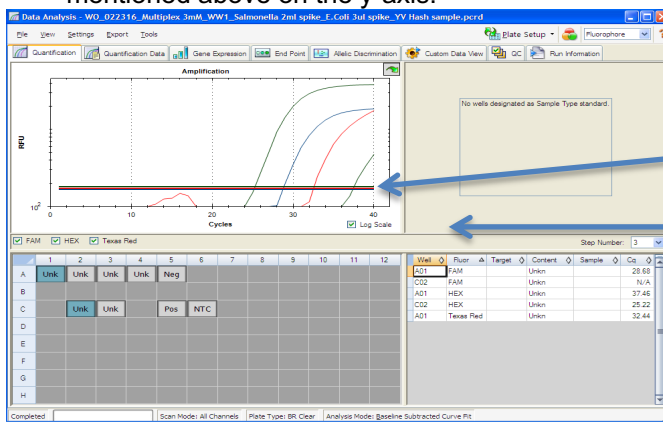 mentioned above on the y-axis.
Data Analysis - WO_022316_Multiplex 3nM_WW1_Salmonella 2ml spike_E.Coli 3ul spike_YV Hash sample.pcrd
File View Settings Export Tools
Plate Setup Fluorophore
Quantification Quantification Data Gene Expression End Point Allelic Discrimination Custom Data View QC Run Information
Amplification
RFU
10^2
0 10 20 30 40
Cycles
Log Scale
No wells designated as Sample Type standard.
FAM HEX Texas Red
Step Number: 3
1 2 3 4 5 6 7 8 9 10 11 12
A Unk Unk Unk Unk Neg
B
C Unk Unk Pos NTC
D
E
F
G
H
Well Fluor Target Content Sample Cq
A01 FAM Unkn 28.68
C02 FAM Unkn N/A
A01 HEX Unkn 37.46
C02 HEX Unkn 25.22
A01 Texas Red Unkn 32.44
Completed Scan Mode: All Channels Plate Type: BR Clear Analysis Mode: Baseline Subtracted Curve Fit